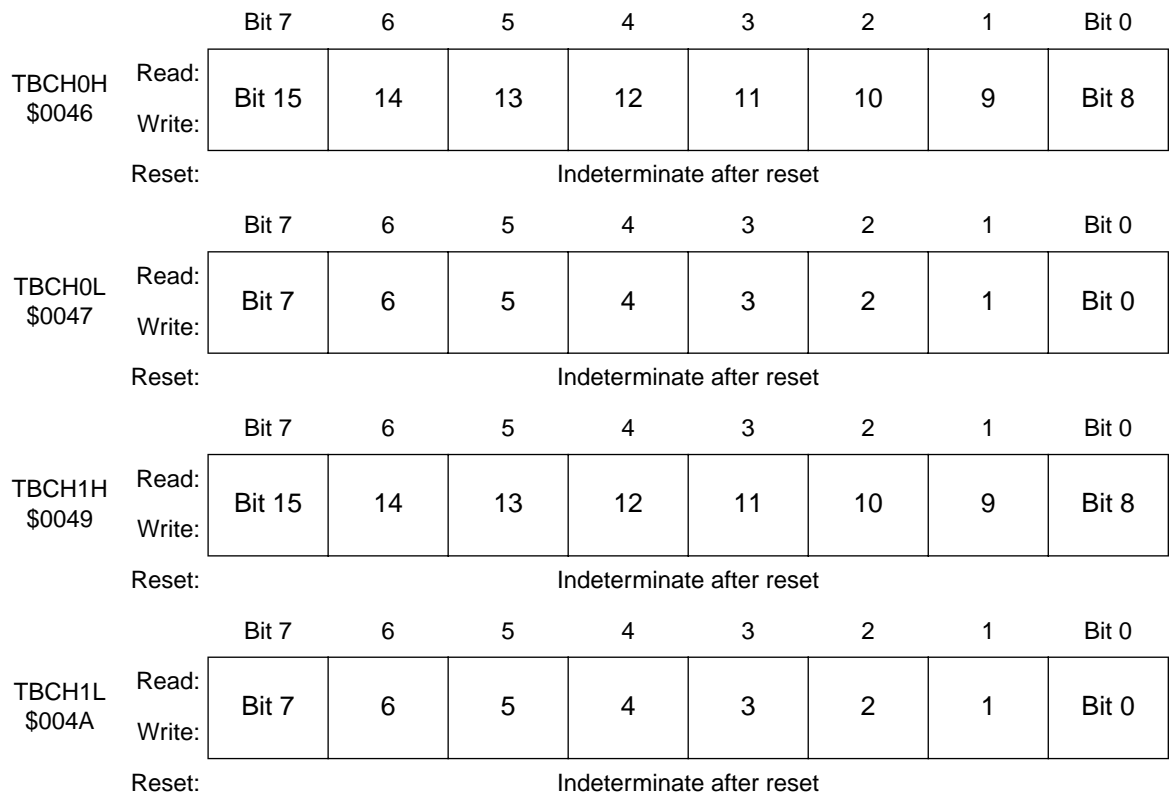 Bit 7 6 5 4 3 2 1 Bit 0
TBCH0H
$0046
Read:
Write:
Bit 15 14 13 12 11 10 9 Bit 8
Reset: Indeterminate after reset
Bit 7 6 5 4 3 2 1 Bit 0
TBCH0L
$0047
Read:
Write:
Bit 7 6 5 4 3 2 1 Bit 0
Reset: Indeterminate after reset
Bit 7 6 5 4 3 2 1 Bit 0
TBCH1H
$0049
Read:
Write:
Bit 15 14 13 12 11 10 9 Bit 8
Reset: Indeterminate after reset
Bit 7 6 5 4 3 2 1 Bit 0
TBCH1L
$004A
Read:
Write:
Bit 7 6 5 4 3 2 1 Bit 0
Reset: Indeterminate after reset